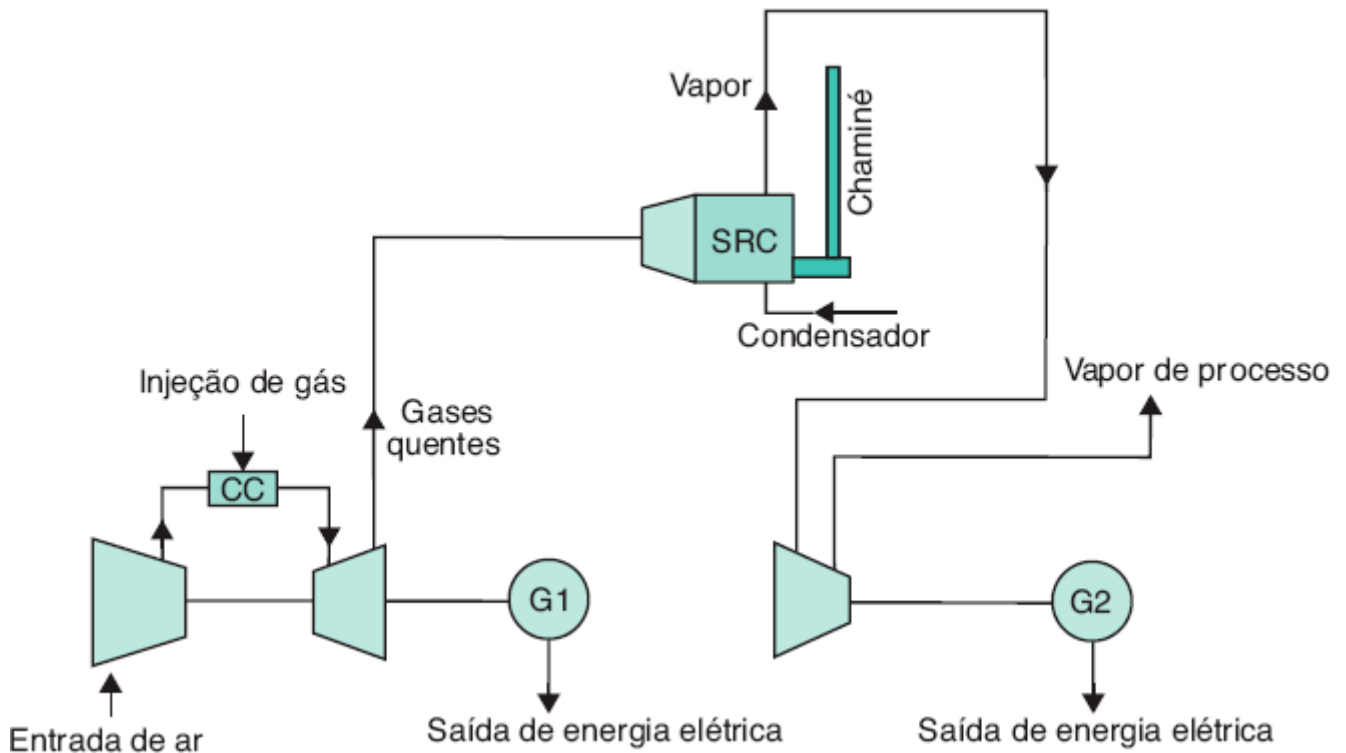 Vapor
Chaminé
SRC
Condensador
Vapor de processo
Injeção de gás
Gases
quentes
CC
G1
G2
Saída de energia elétrica
Saída de energia elétrica
Entrada de ar